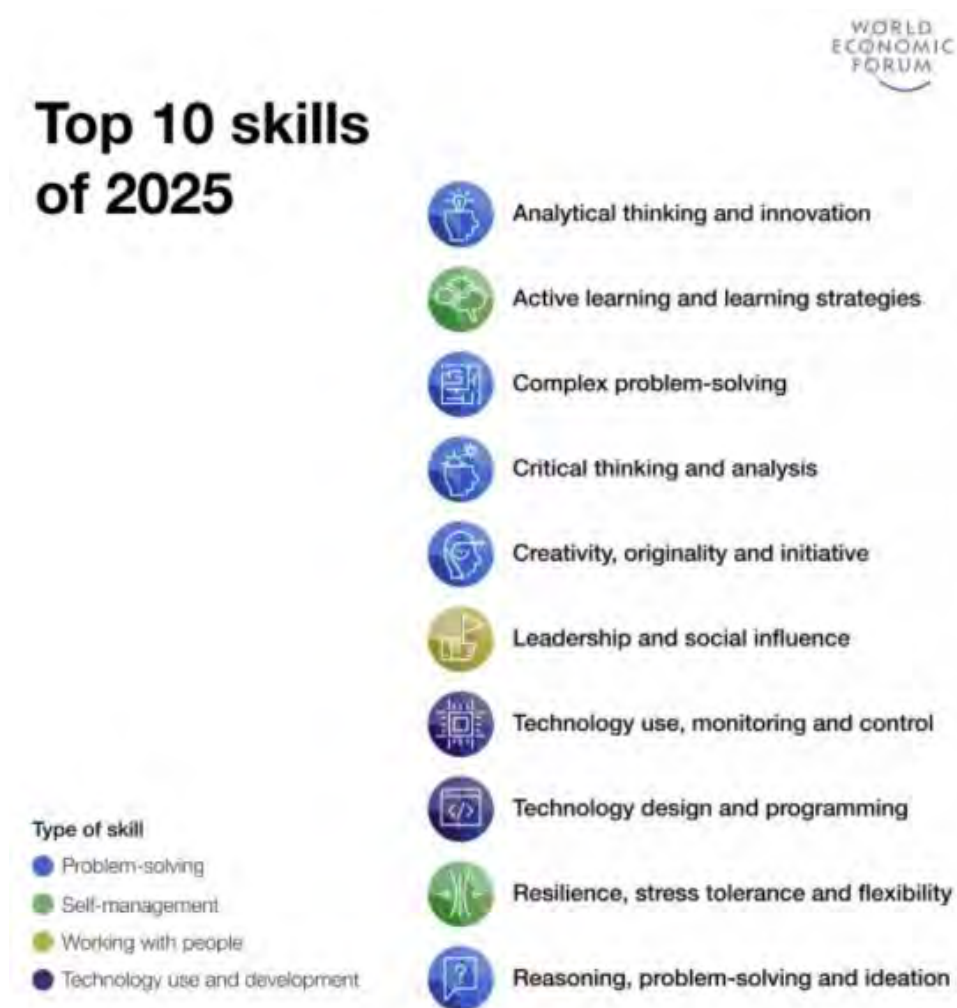 WORLD
ECONOMIC
FORUM
Top 10 skills
of 2025
Analytical thinking and innovation
Active learning and learning strategies
Complex problem-solving
Critical thinking and analysis
Creativity, originality and initiative
Leadership and social influence
Technology use, monitoring and control
</>
Technology design and programming
Resilience, stress tolerance and flexibility
?
Reasoning, problem-solving and ideation
Type of skill
Problem-solving
Self-management
Working with people
Technology use and development